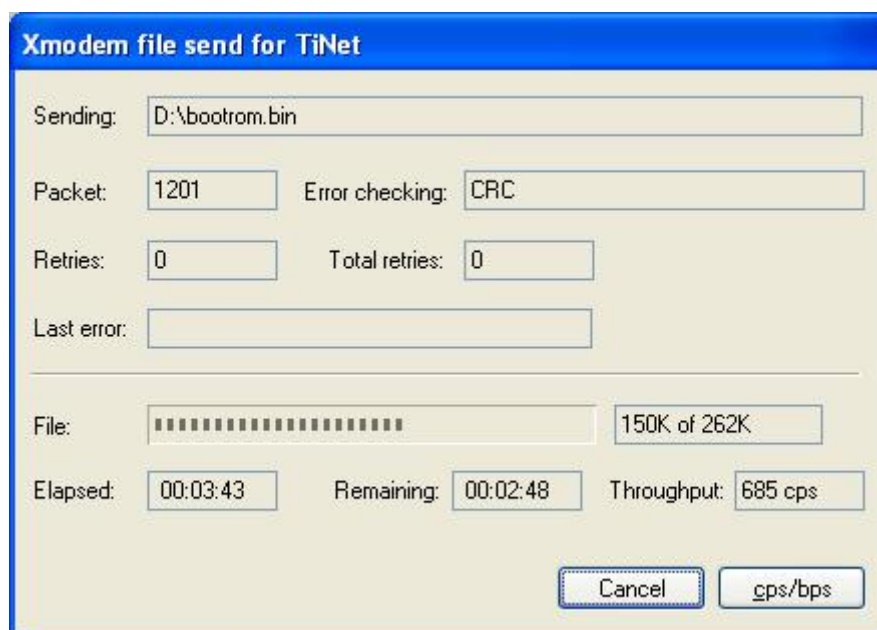 Xmodem file send for TiNet
Sending: D:\bootrom.bin
Packet: 1201 Error checking: CRC
Retries: 0 Total retries: 0
Last error:
File: 150K of 262K
Elapsed: 00:03:43 Remaining: 00:02:48 Throughput: 685 cps
Cancel cps/bps